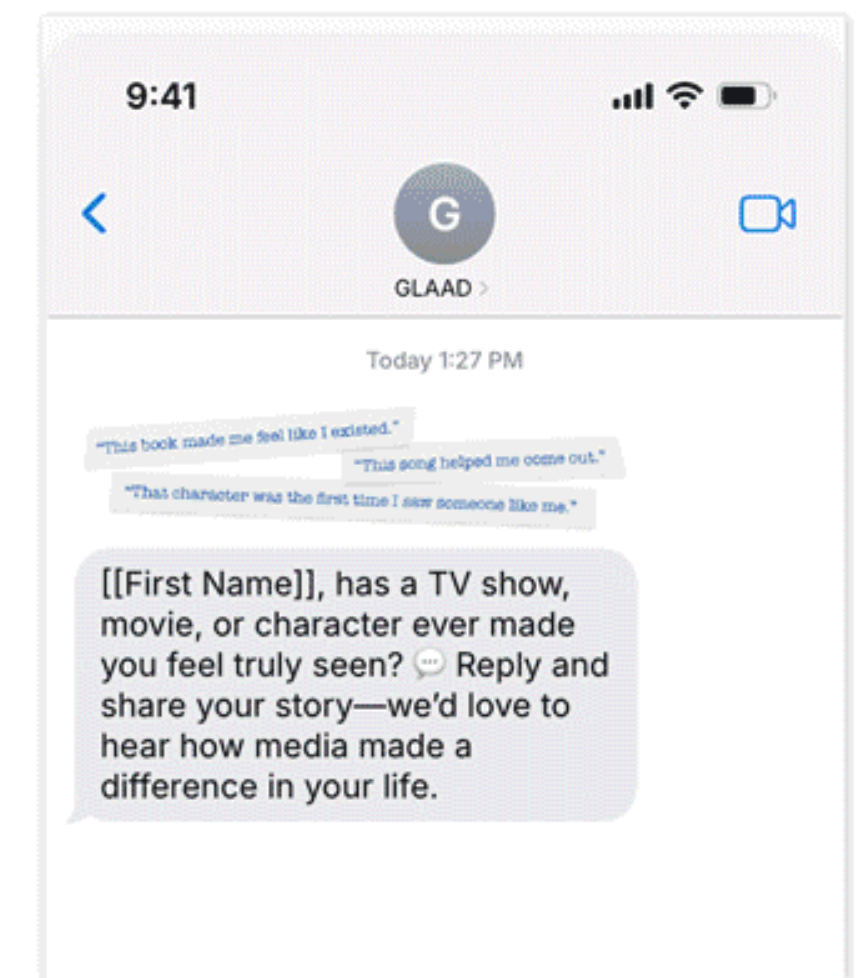 9:41
G
GLAAD >
Today 1:27 PM
"This book made me feel like I existed."
"This song helped me come out."
"That character was the first time I saw someone like me."
[[First Name]], has a TV show,
movie, or character ever made
you feel truly seen? 💬 Reply and
share your story—we’d love to
hear how media made a
difference in your life.